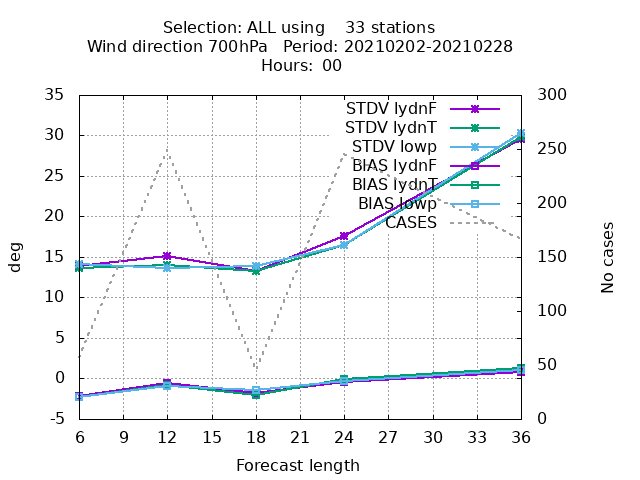 Selection: ALL using    33 stations
Wind direction 700hPa   Period: 20210202-20210228
Hours: 00
35
30
25
20
15
10
5
0
-5
deg
300
250
200
150
100
50
0
No cases
STDV lydnF
STDV lydnT
STDV lowp
BIAS lydnF
BIAS lydnT
BIAS lowp
CASES
6 9 12 15 18 21 24 27 30 33 36
Forecast length